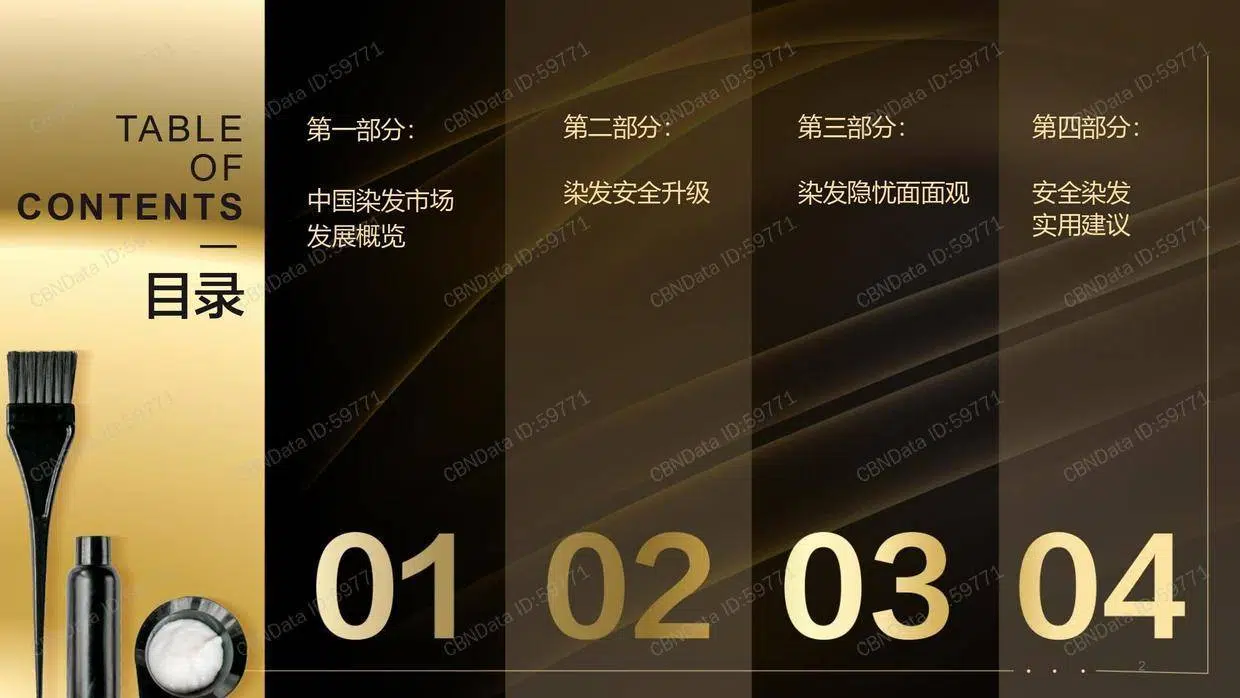 TABLE
OF
CONTENTS
目录
第一部分：
中国染发市场
发展概览
01
第二部分：
染发安全升级
02
第三部分：
染发隐忧面面观
03
第四部分：
安全染发
实用建议
04
2
CBNData ID:59771